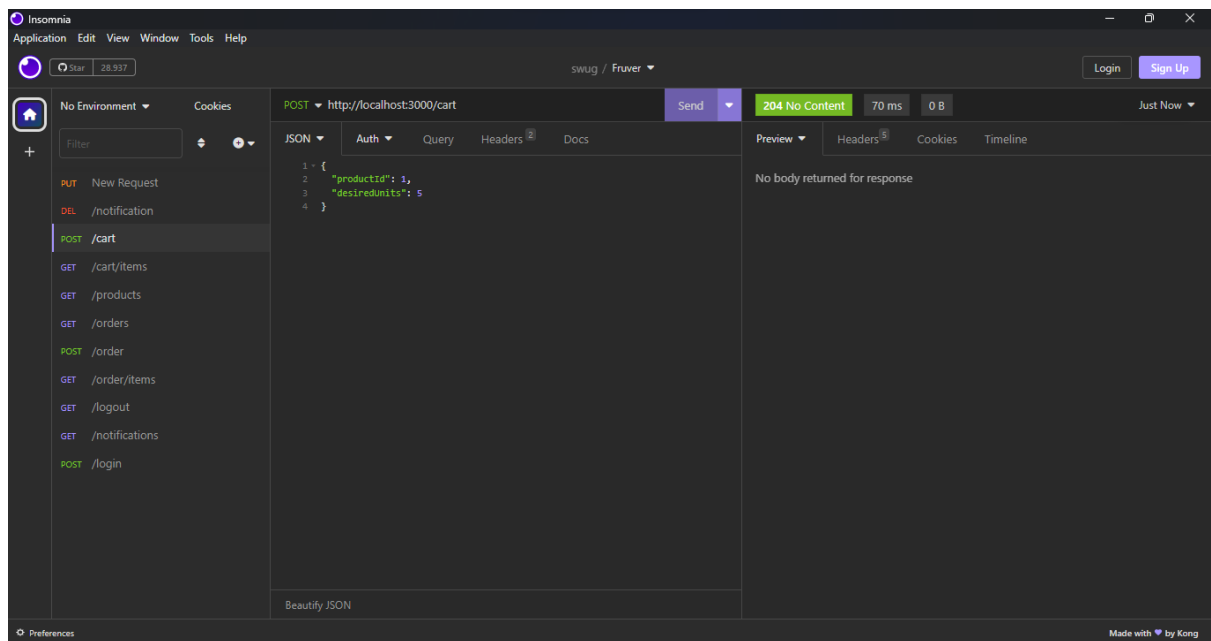 Insomnia
Application Edit View Window Tools Help
Star 28.937
swug / Fruver
Login Sign Up
No Environment Cookies
Filter
PUT New Request
DEL /notification
POST /cart
GET /cart/items
GET /products
GET /orders
POST /order
GET /order/items
GET /logout
GET /notifications
POST /login
POST http://localhost:3000/cart Send
JSON Auth Query Headers 2 Docs
1 {
2 "productId": 1,
3 "desiredUnits": 5
4 }
Beautify JSON
204 No Content 70 ms 0 B Just Now
Preview Headers 5 Cookies Timeline
No body returned for response
Preferences
Made with by Kong